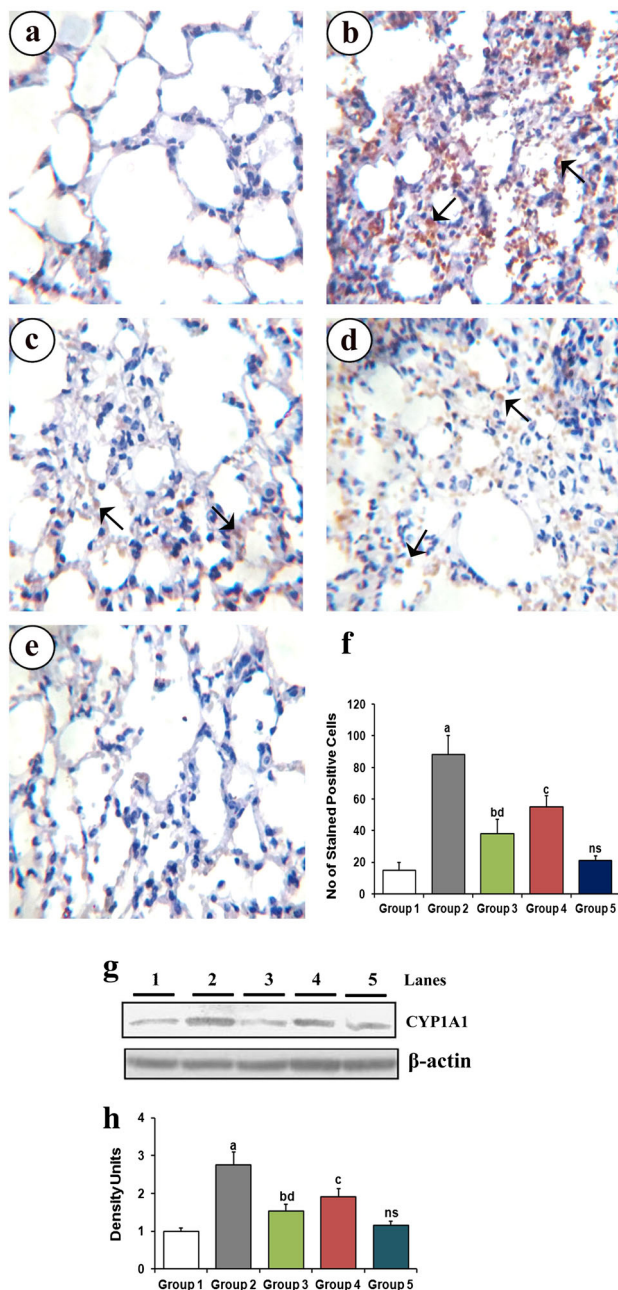 a
b
c
d
e
f
No of Stained Positive Cells
120
100
80
60
40
20
0
a
bd
c
ns
Group 1 Group 2 Group 3 Group 4 Group 5
g
1 2 3 4 5 Lanes
CYP1A1
β-actin
h
Density Units
4
3
2
1
0
a
bd
c
ns
Group 1 Group 2 Group 3 Group 4 Group 5